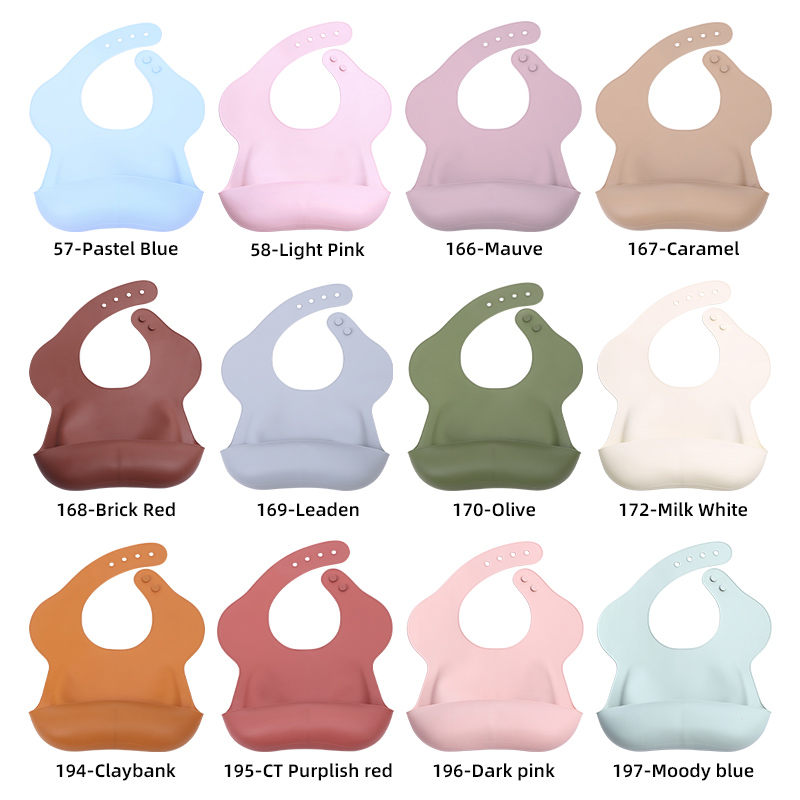 57-Pastel Blue
58-Light Pink
166-Mauve
167-Caramel
168-Brick Red
169-Leaden
170-Olive
172-Milk White
194-Claybank
195-CT Purplish red
196-Dark pink
197-Moody blue